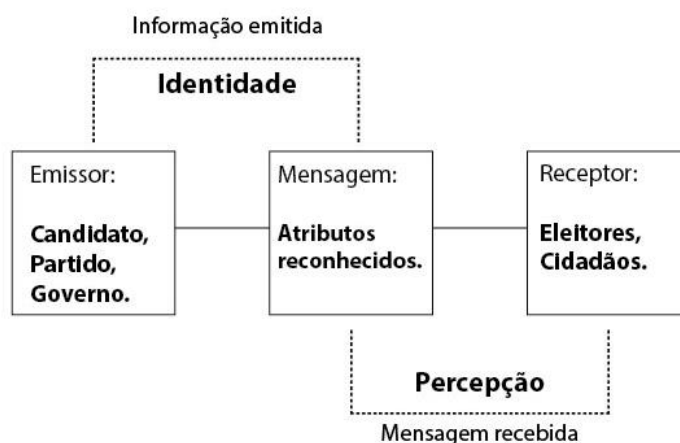 Informação emitida
Identidade
Emissor:
Candidato,
Partido,
Governo.
Mensagem:
Atributos
reconhecidos.
Receptor:
Eleitores,
Cidadãos.
Percepção
Mensagem recebida